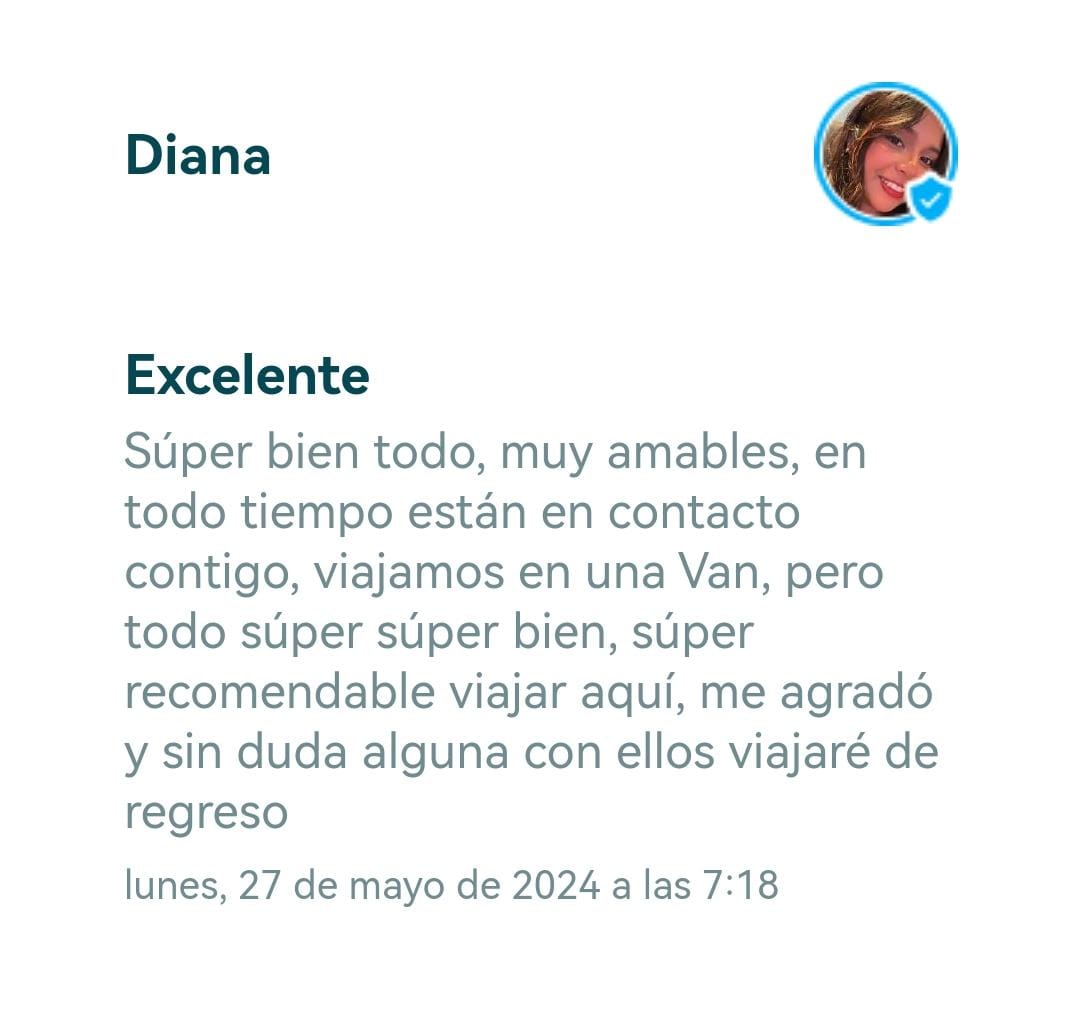 Diana
Excelente
Súper bien todo, muy amables, en
todo tiempo están en contacto
contigo, viajamos en una Van, pero
todo súper súper bien, súper
recomendable viajar aquí, me agradó
y sin duda alguna con ellos viajaré de
regreso
lunes, 27 de mayo de 2024 a las 7:18